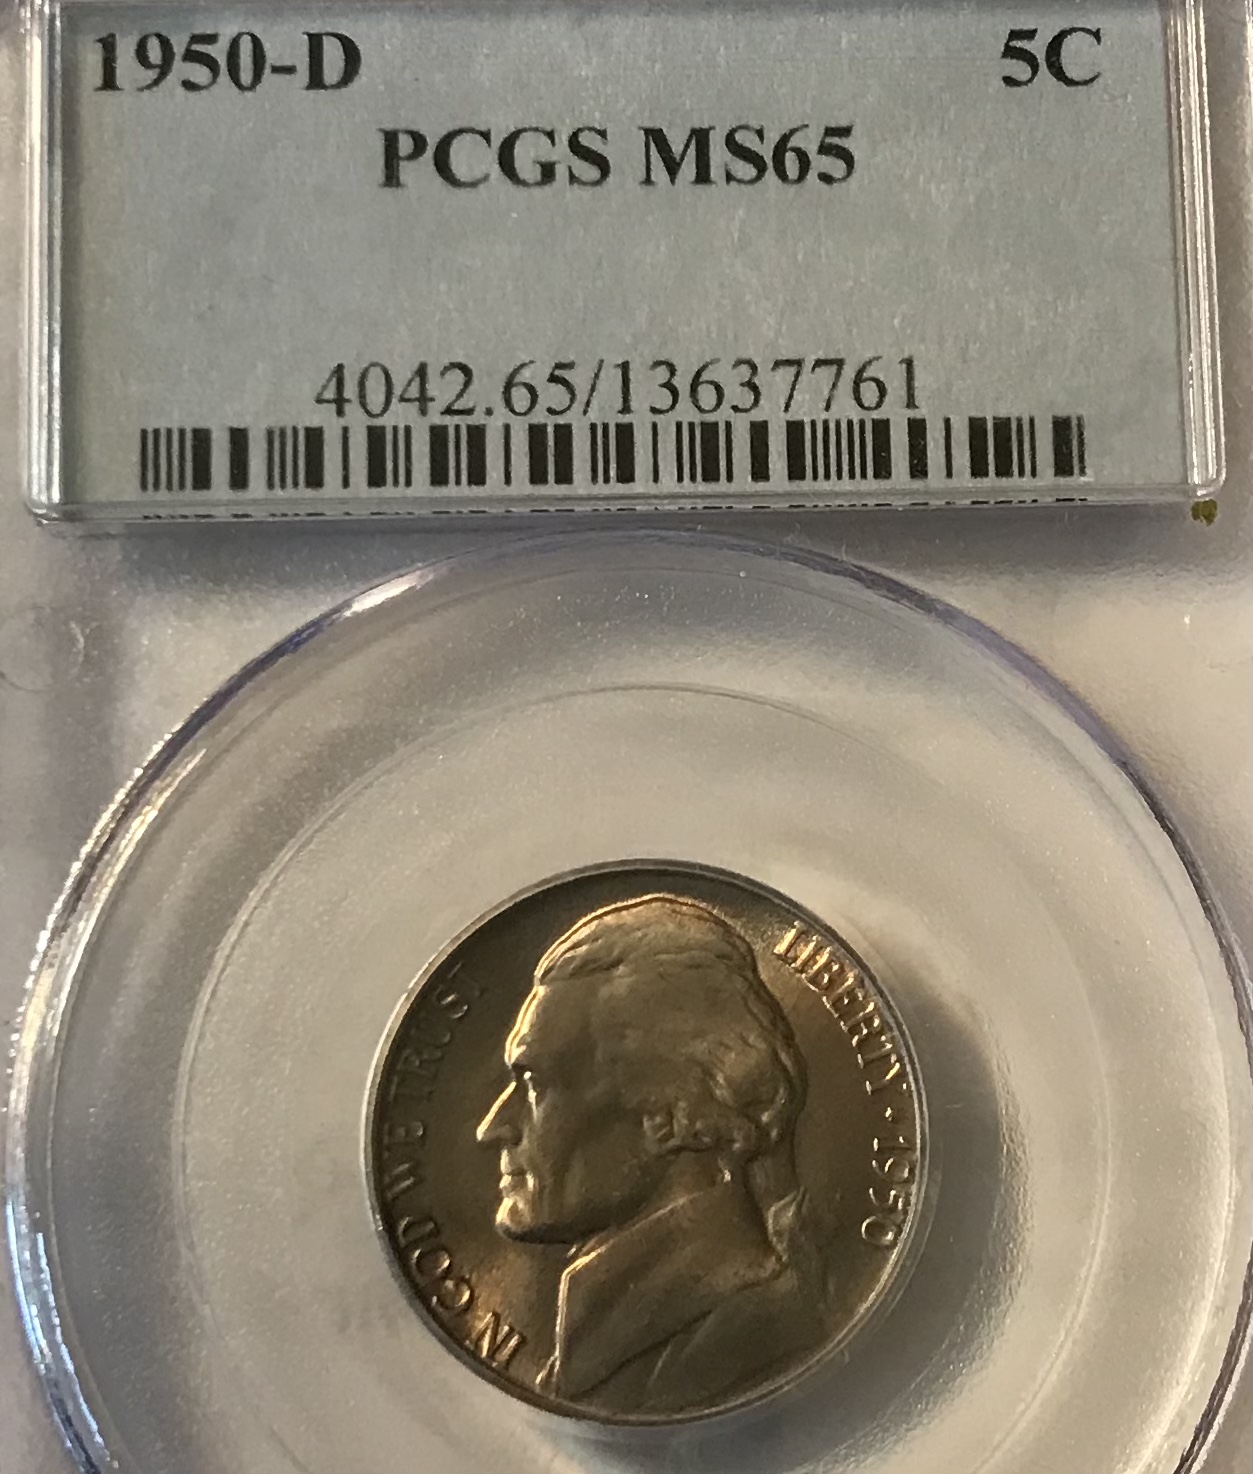 1950-D 5C
PCGS MS65
4042.65/13637761
IN GOD WE TRUST
LIBERTY · 1950